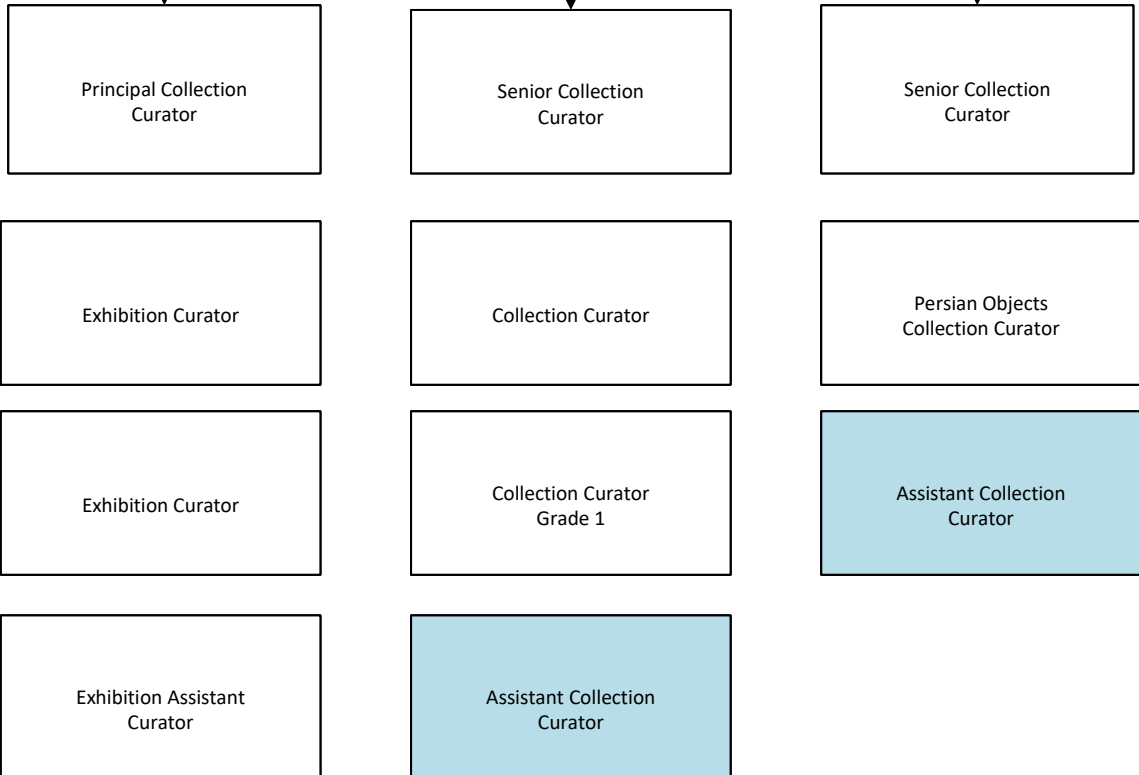 Principal Collection
Curator
Senior Collection
Curator
Senior Collection
Curator
Exhibition Curator
Collection Curator
Persian Objects
Collection Curator
Exhibition Curator
Collection Curator
Grade 1
Assistant Collection
Curator
Exhibition Assistant
Curator
Assistant Collection
Curator